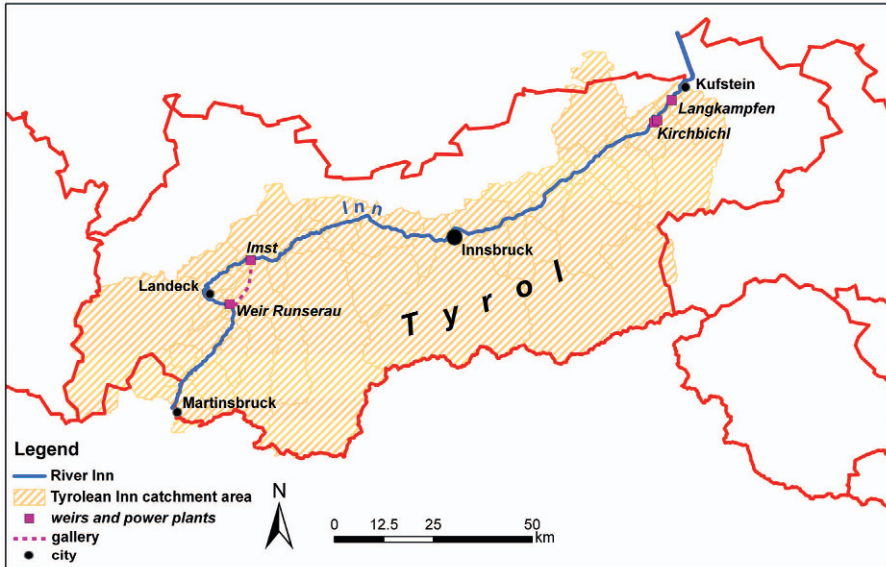 Kufstein
Langkampfen
Kirchbichl
Inn
Innsbruck
Imst
Landeck
Weir Runserau
Tyrol
Martinsbruck
Legend
River Inn
Tyrolean Inn catchment area
weirs and power plants
gallery
city
N
0 12.5 25 50
km